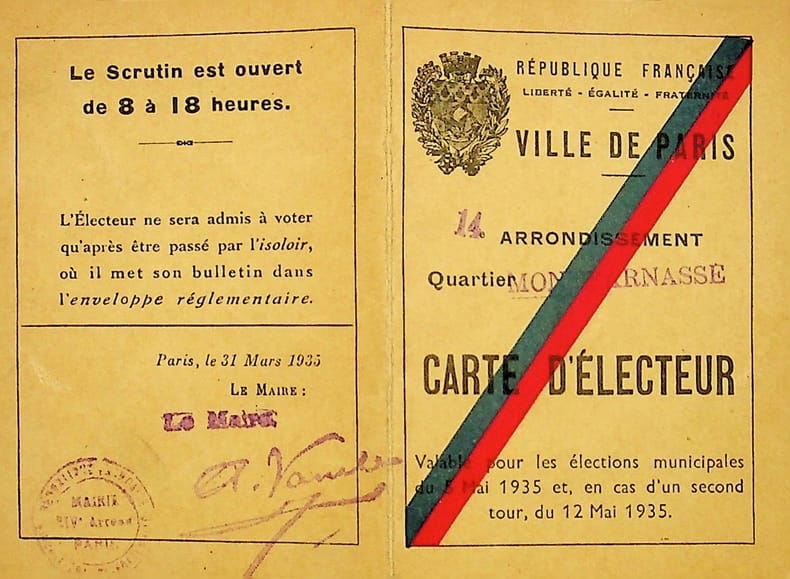 Le Scrutin est ouvert
de 8 à 18 heures.
L'Électeur ne sera admis à voter
qu'après être passé par l'isoloir,
où il met son bulletin dans
l'enveloppe réglementaire.
Paris, le 31 Mars 1935
LE MAIRE :
Le Maire
MAIRIE
XIVe Arrond
PARIS
RÉPUBLIQUE FRANÇAISE
LIBERTÉ - ÉGALITÉ - FRATERNITÉ
VILLE DE PARIS
14 ARRONDISSEMENT
Quartier MONTPARNASSE
CARTE D'ÉLECTEUR
Valable pour les élections municipales
du 5 Mai 1935 et, en cas d'un second
tour, du 12 Mai 1935.